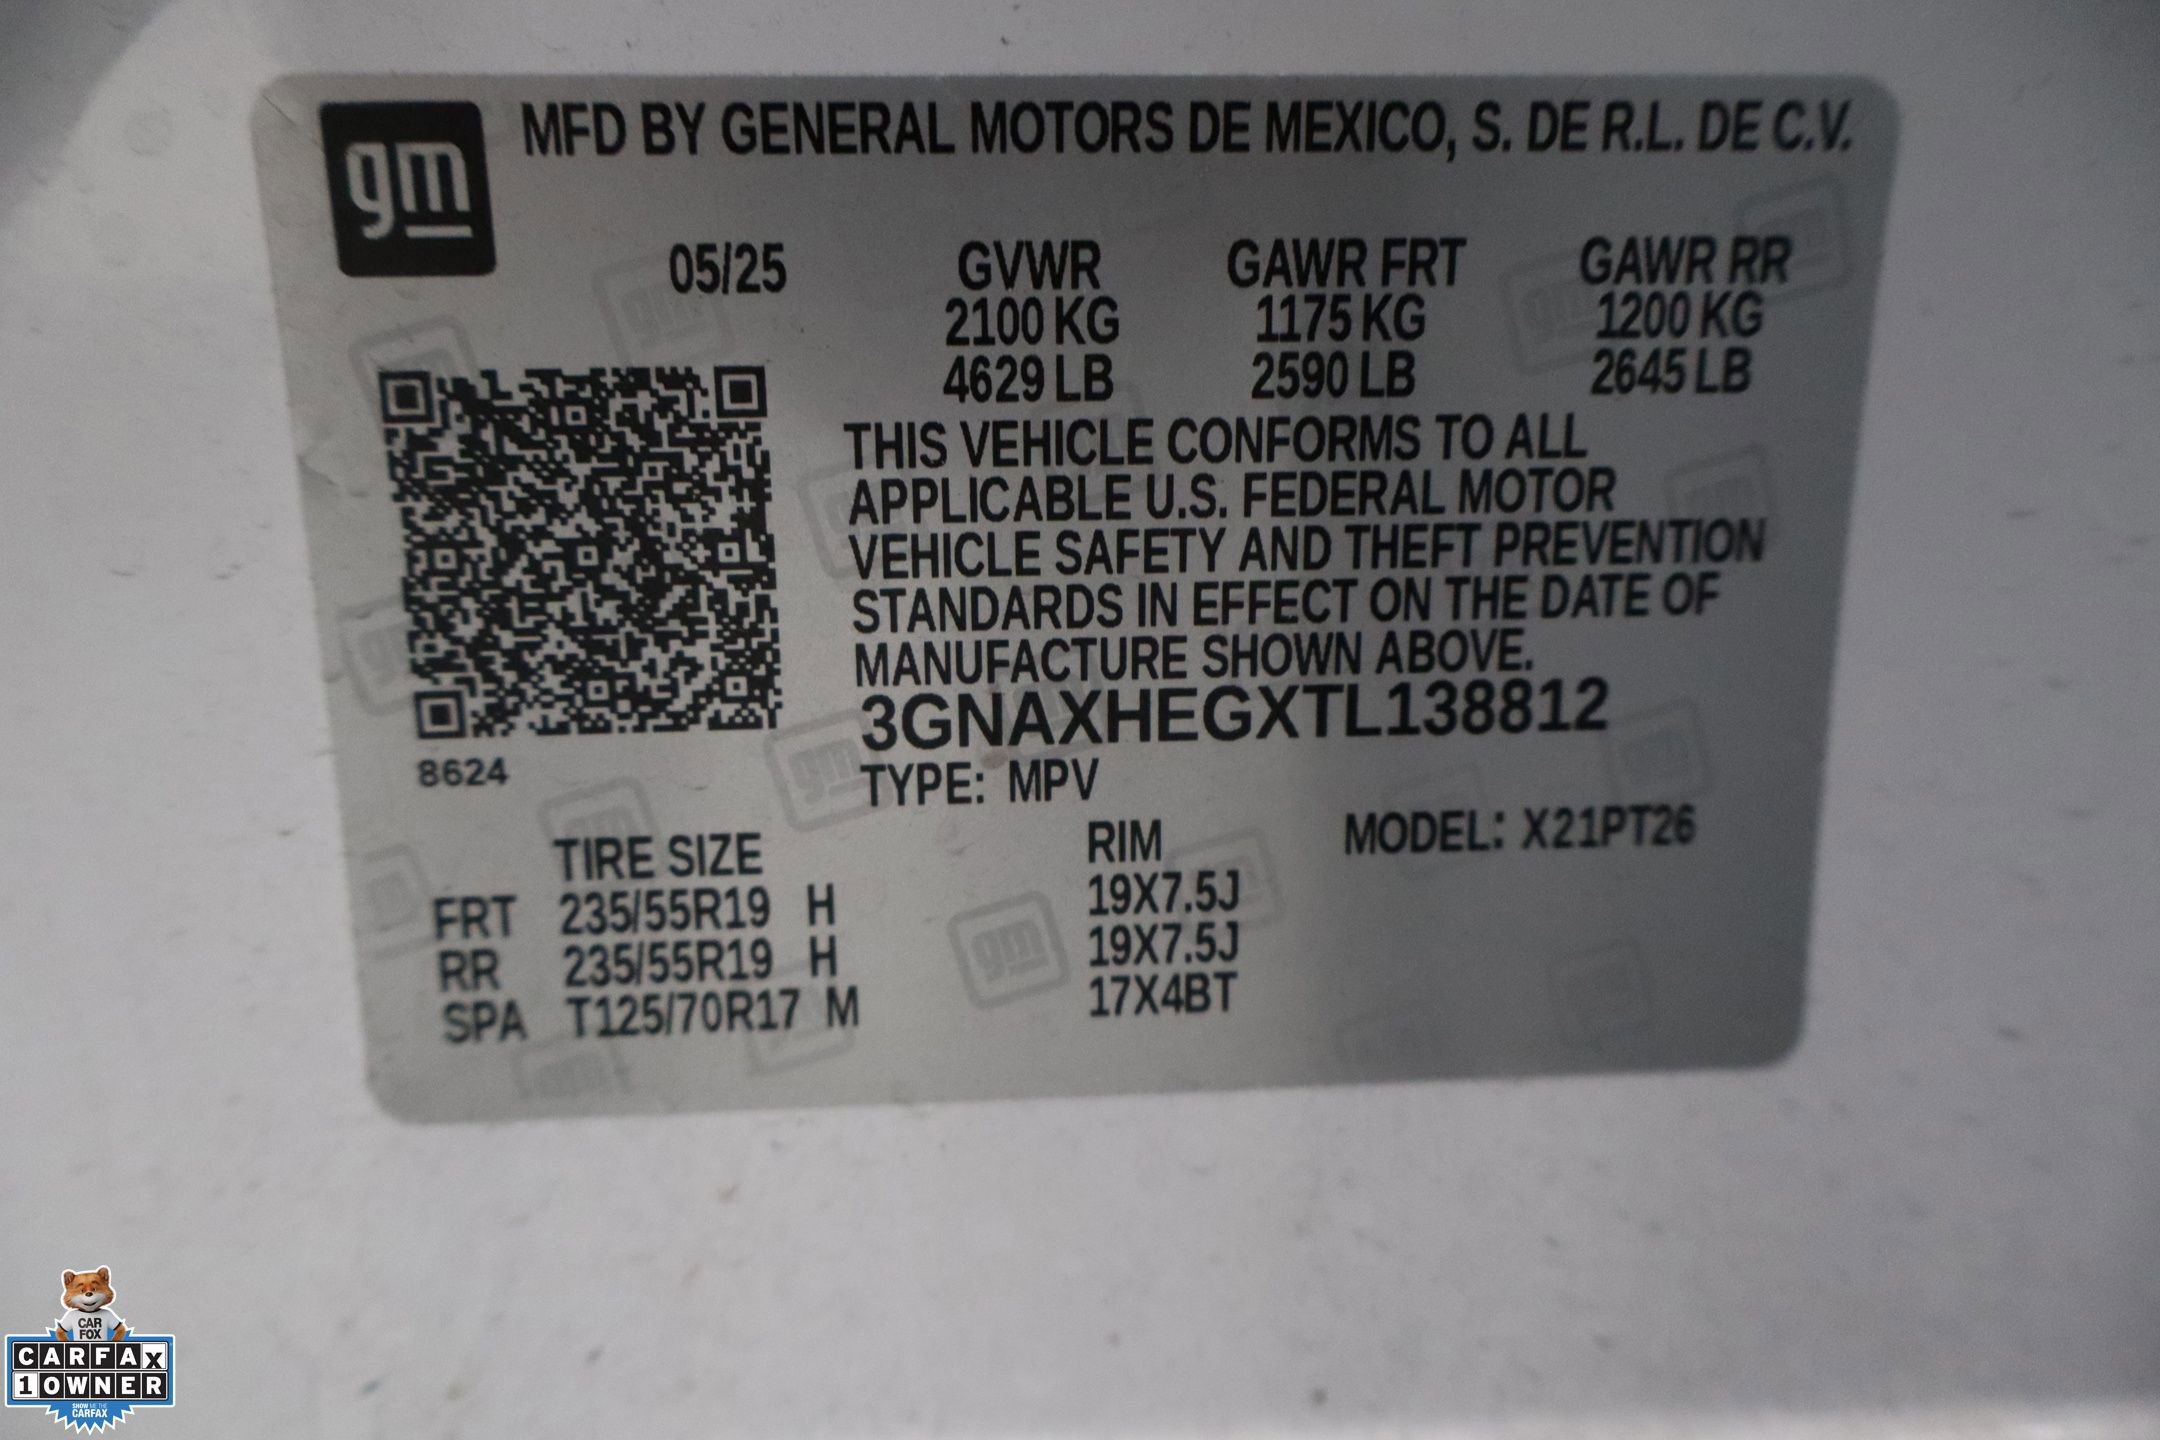 gm
MFD BY GENERAL MOTORS DE MEXICO, S. DE R.L. DE C.V.
05/25 GVWR GAWR FRT GAWR RR
2100 KG 1175 KG 1200 KG
4629 LB 2590 LB 2645 LB
THIS VEHICLE CONFORMS TO ALL
APPLICABLE U.S. FEDERAL MOTOR
VEHICLE SAFETY AND THEFT PREVENTION
STANDARDS IN EFFECT ON THE DATE OF
MANUFACTURE SHOWN ABOVE.
3GNAXHEGXTL138812
8624
TYPE: MPV
TIRE SIZE RIM MODEL: X21PT26
FRT 235/55R19 H 19X7.5J
RR 235/55R19 H 19X7.5J
SPA T125/70R17 M 17X4BT
CAR
FOX
CARFAX
1 OWNER
SHOW ME THE
CARFAX